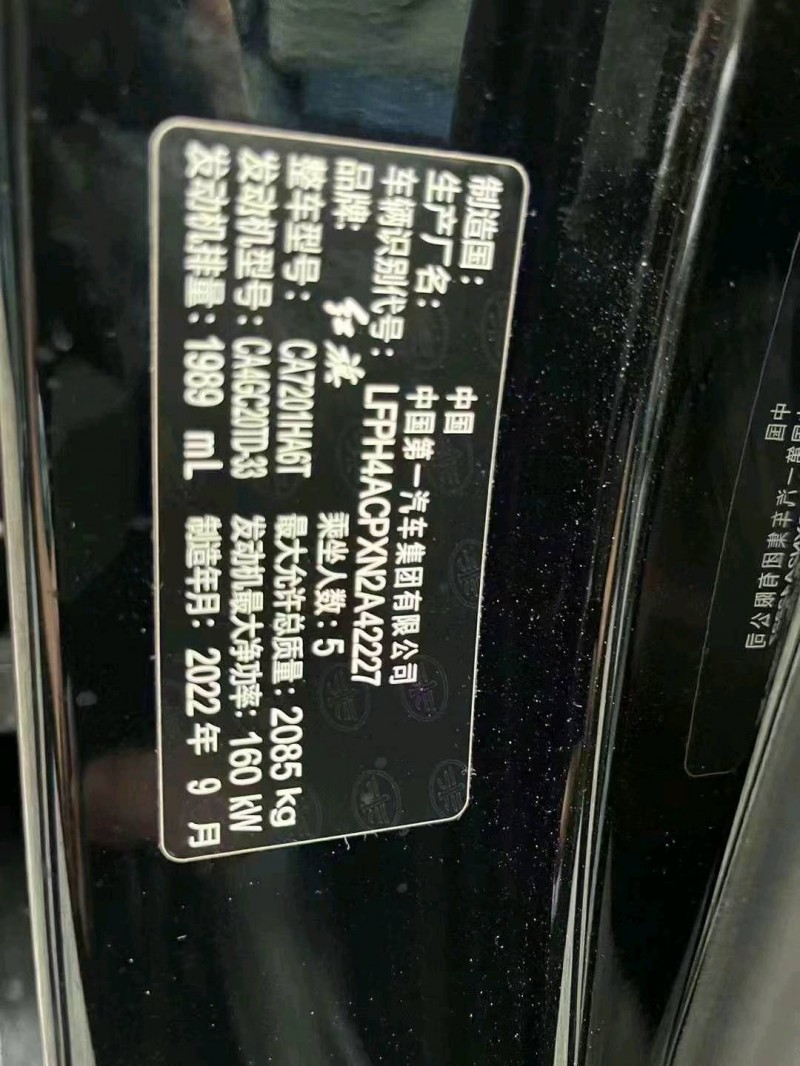 制造国: 中国
生产厂名: 中国第一汽车集团有限公司
车辆识别代号: LFPH4ACPXN2A42227
品牌: 红旗 乘坐人数: 5
整车型号: CA7201HA6T 最大允许总质量: 2085 kg
发动机型号: CA4GC20TD-33 发动机最大净功率: 160 kW
发动机排量: 1989 mL 制造年月: 2022 年 9 月